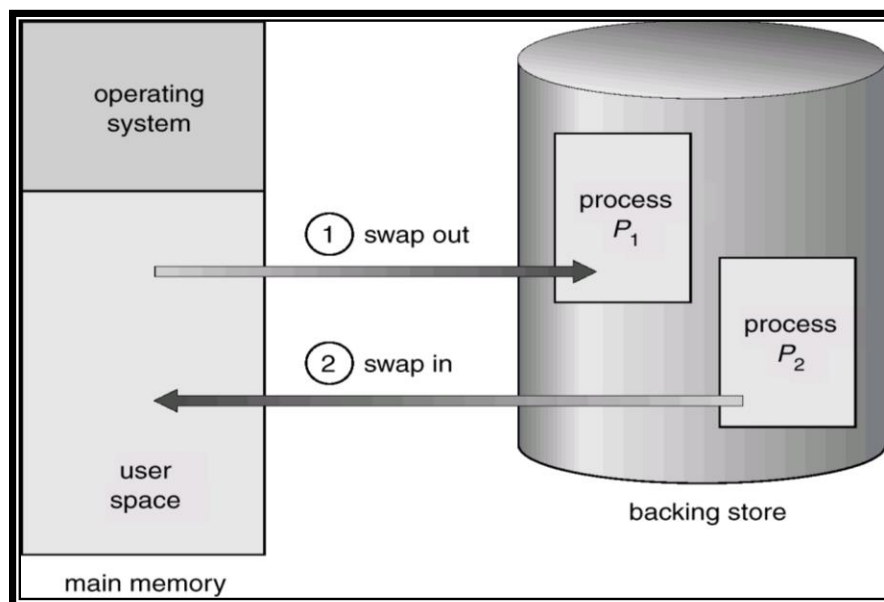 operating
system
process
P1
1 swap out
process
P2
2 swap in
user
space
backing store
main memory